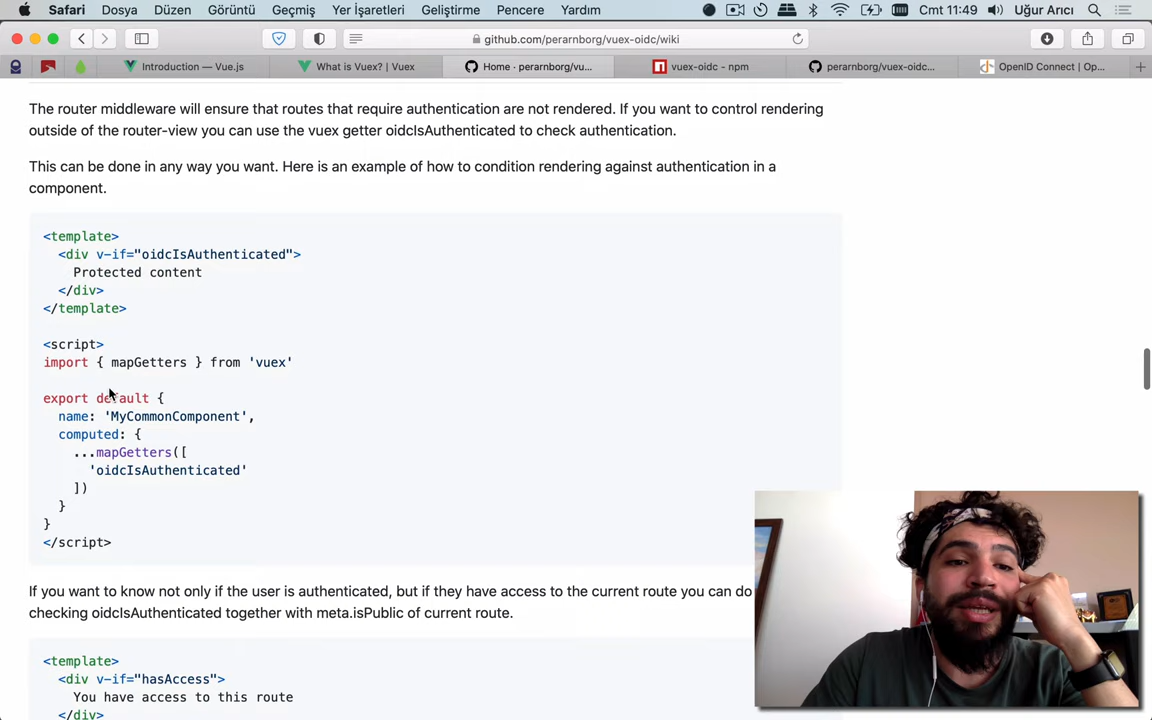 Safari Dosya Düzen Görüntü Geçmiş Yer İşaretleri Geliştirme Pencere Yardım Cmt 11:49 Uğur Arıcı
github.com/perarnborg/vuex-oidc/wiki
Introduction — Vue.js What is Vuex? | Vuex Home · perarnborg/vu... vuex-oidc - npm perarnborg/vuex-oidc... OpenID Connect | Op...
The router middleware will ensure that routes that require authentication are not rendered. If you want to control rendering
outside of the router-view you can use the vuex getter oidcIsAuthenticated to check authentication.
This can be done in any way you want. Here is an example of how to condition rendering against authentication in a
component.
<template>
<div v-if="oidcIsAuthenticated">
Protected content
</div>
</template>
<script>
import { mapGetters } from 'vuex'
export default {
name: 'MyCommonComponent',
computed: {
...mapGetters([
'oidcIsAuthenticated'
])
}
}
</script>
If you want to know not only if the user is authenticated, but if they have access to the current route you can do
checking oidcIsAuthenticated together with meta.isPublic of current route.
<template>
<div v-if="hasAccess">
You have access to this route
</div>